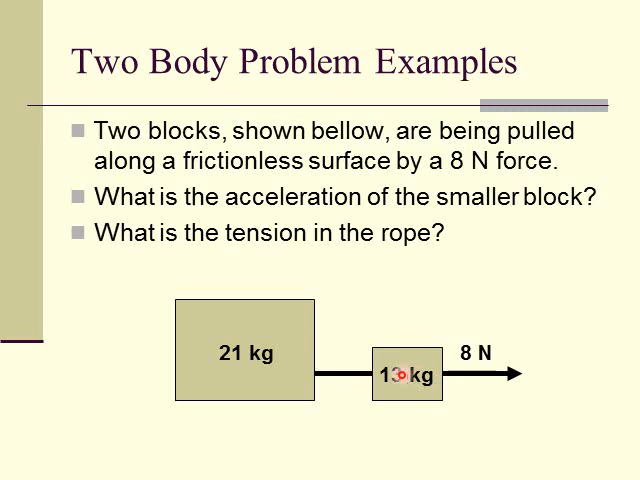 Two Body Problem Examples
Two blocks, shown bellow, are being pulled
along a frictionless surface by a 8 N force.
What is the acceleration of the smaller block?
What is the tension in the rope?
21 kg
8 N
13 kg